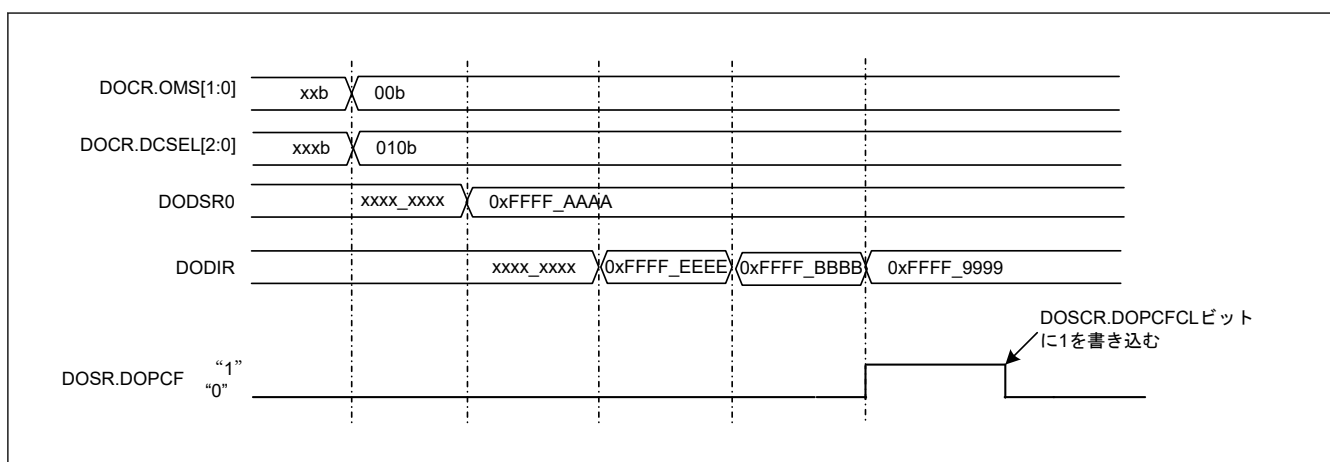 DOCR.OMS[1:0] xxb 00b
DOCR.DCSEL[2:0] xxxb 010b
DODSR0 xxxx_xxxx 0xFFFF_AAAA
DODIR xxxx_xxxx 0xFFFF_EEEE 0xFFFF_BBBB 0xFFFF_9999
DOSCR.DOPCFCLビット
に1を書き込む
DOSR.DOPCF “1”
“0”